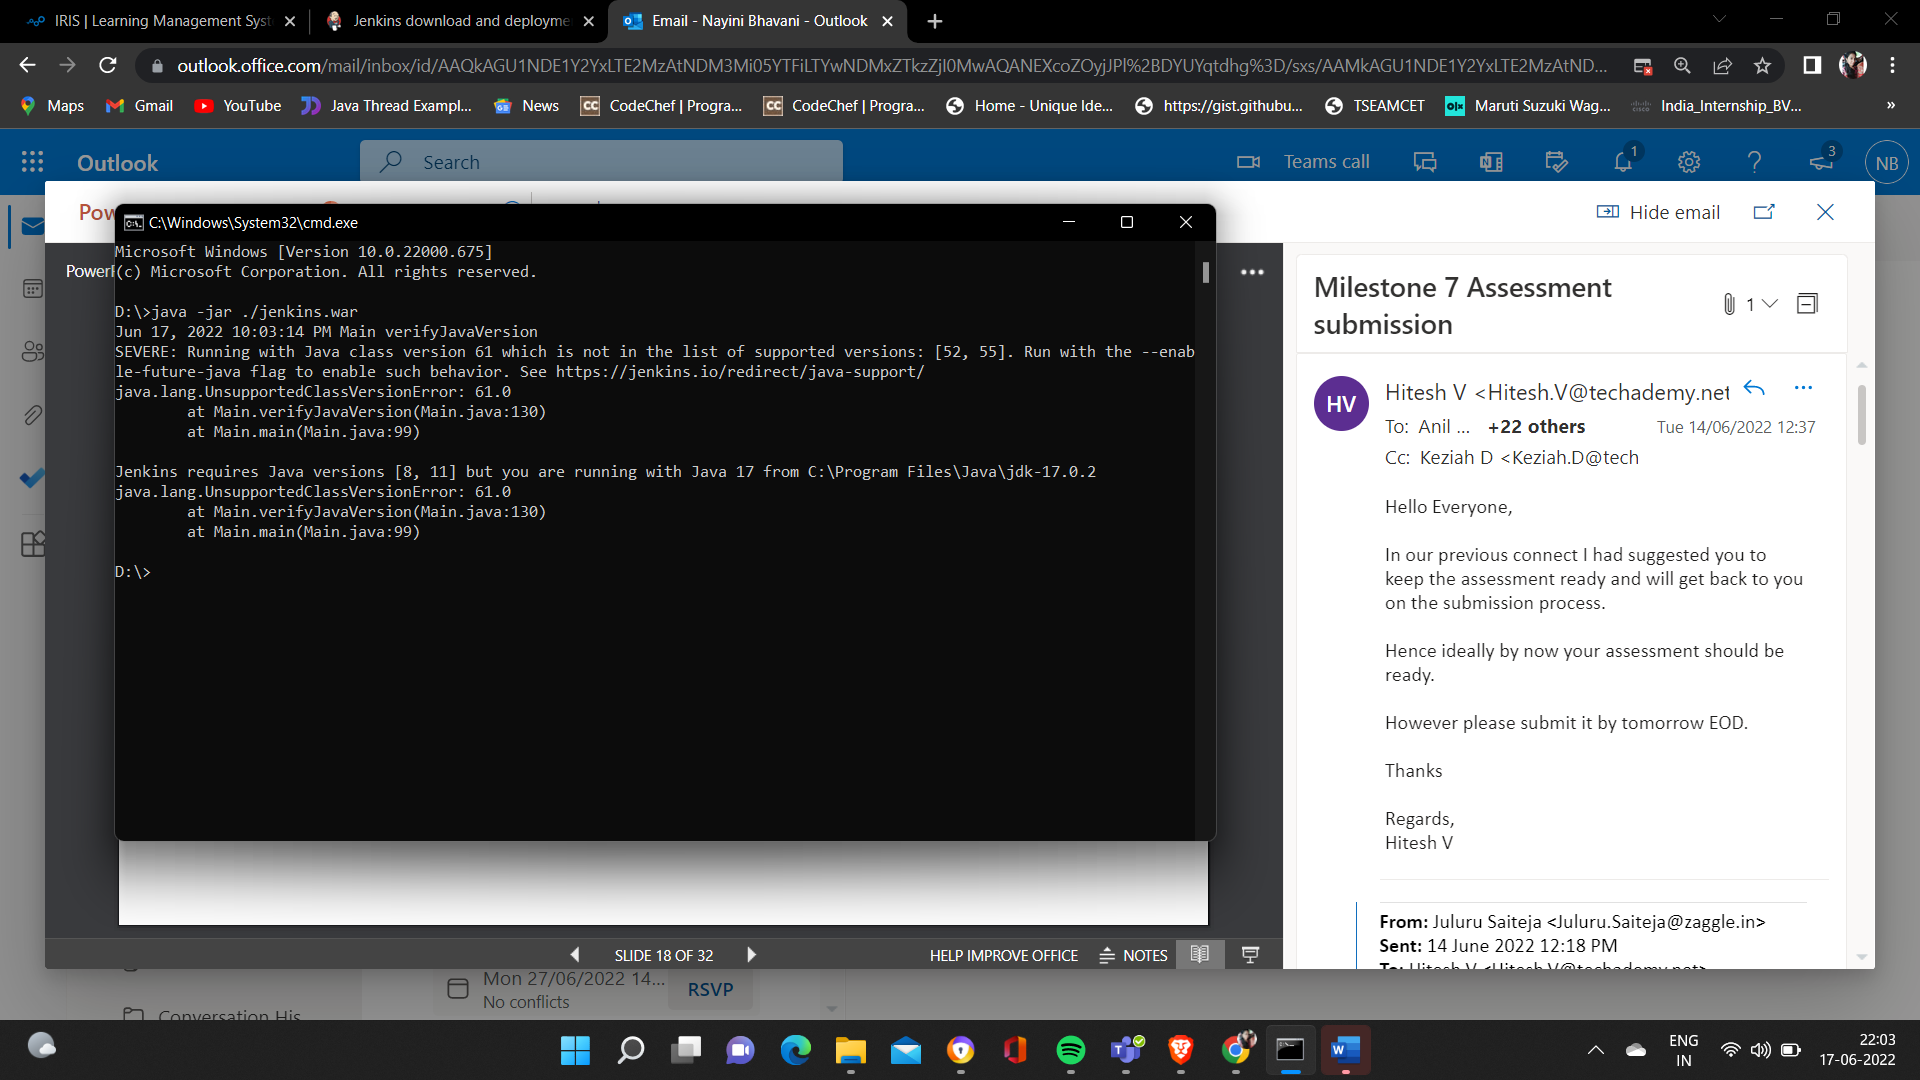 IRIS | Learning Management Syst
Jenkins download and deployme
Email - Nayini Bhavani - Outlook
outlook.office.com/mail/inbox/id/AAQkAGU1NDE1Y2YxLTE2MzAtNDM3Mi05YTFiLTYwNDMxZTkzZjI0MwAQANEXcoZOyjJPl%2BDYUYqtdhg%3D/sxs/AAMkAGU1NDE1Y2YxLTE2MzAtND...
Maps
Gmail
YouTube
Java Thread Exampl...
News
CodeChef | Progra...
CodeChef | Progra...
Home - Unique Ide...
https://gist.githubu...
TSEAMCET
Maruti Suzuki Wag...
India_Internship_BV...
»
Outlook
Search
Teams call
1
3
NB
Pow
Hide email
C:\Windows\System32\cmd.exe
Power
Microsoft Windows [Version 10.0.22000.675]
(c) Microsoft Corporation. All rights reserved.
D:\>java -jar ./jenkins.war
Jun 17, 2022 10:03:14 PM Main verifyJavaVersion
SEVERE: Running with Java class version 61 which is not in the list of supported versions: [52, 55]. Run with the --enab
le-future-java flag to enable such behavior. See https://jenkins.io/redirect/java-support/
java.lang.UnsupportedClassVersionError: 61.0
at Main.verifyJavaVersion(Main.java:130)
at Main.main(Main.java:99)
Jenkins requires Java versions [8, 11] but you are running with Java 17 from C:\Program Files\Java\jdk-17.0.2
java.lang.UnsupportedClassVersionError: 61.0
at Main.verifyJavaVersion(Main.java:130)
at Main.main(Main.java:99)
D:\>
Milestone 7 Assessment
submission
1
HV
Hitesh V <Hitesh.V@techademy.net
To: Anil ... +22 others
Tue 14/06/2022 12:37
Cc: Keziah D <Keziah.D@tech
Hello Everyone,
In our previous connect I had suggested you to
keep the assessment ready and will get back to you
on the submission process.
Hence ideally by now your assessment should be
ready.
However please submit it by tomorrow EOD.
Thanks
Regards,
Hitesh V
From: Juluru Saiteja <Juluru.Saiteja@zaggle.in>
Sent: 14 June 2022 12:18 PM
To: Hitesh V <Hitesh.V@techademy.net>
SLIDE 18 OF 32
HELP IMPROVE OFFICE
NOTES
Mon 27/06/2022 14...
No conflicts
RSVP
Conversation His...
ENG
IN
22:03
17-06-2022